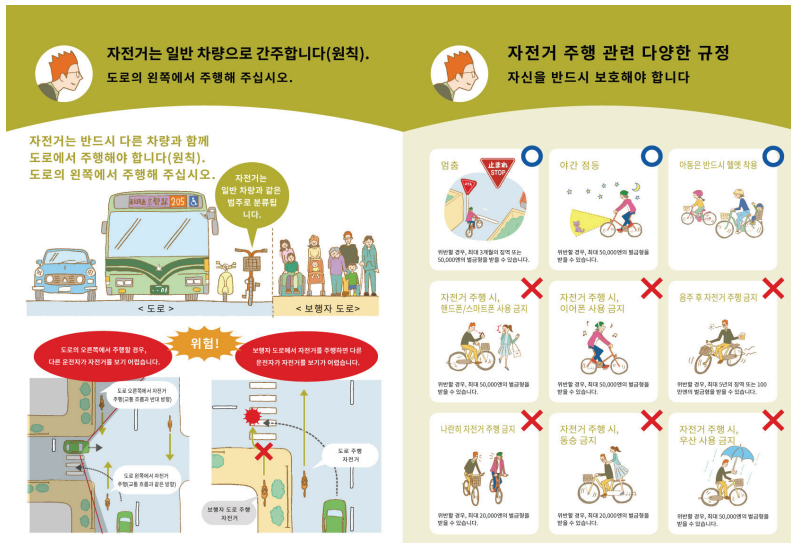 자전거는 일반 차량으로 간주합니다(원칙).
도로의 왼쪽에서 주행해 주십시오.
자전거는 반드시 다른 차량과 함께
도로에서 주행해야 합니다(원칙).
도로의 왼쪽에서 주행해 주십시오.
자전거는
일반 차량과 같은
범주로 분류됩
니다.
205
< 도로 >
< 보행자 도로>
위험!
도로의 오른쪽에서 주행할 경우,
다른 운전자가 자전거를 보기 어렵습니다.
보행자 도로에서 자전거를 주행하면 다른
운전자가 자전거를 보기가 어렵습니다.
도로 오른쪽에서 자전거
주행(교통 흐름과 반대 방향)
도로 왼쪽에서 자전거
주행(교통 흐름과 같은 방향)
도로 주행
자전거
보행자 도로 주행
자전거
자전거 주행 관련 다양한 규정
자신을 반드시 보호해야 합니다
멈춤
止まれ
STOP
위반할 경우, 최대 3개월의 징역 또는
50,000엔의 벌금형을 받을 수 있습니다.
야간 점등
위반할 경우, 최대 50,000엔의 벌금형을
받을 수 있습니다.
아동은 반드시 헬멧 착용
자전거 주행 시,
핸드폰/스마트폰 사용 금지
위반할 경우, 최대 50,000엔의 벌금형을
받을 수 있습니다.
자전거 주행 시,
이어폰 사용 금지
위반할 경우, 최대 50,000엔의 벌금형을
받을 수 있습니다.
음주 후 자전거 주행 금지
위반할 경우, 최대 5년의 징역 또는 100
만엔의 벌금형을 받을 수 있습니다.
나란히 자전거 주행 금지
위반할 경우, 최대 20,000엔의 벌금형을
받을 수 있습니다.
자전거 주행 시,
동승 금지
위반할 경우, 최대 20,000엔의 벌금형을
받을 수 있습니다.
자전거 주행 시,
우산 사용 금지
위반할 경우, 최대 50,000엔의 벌금형을
받을 수 있습니다.